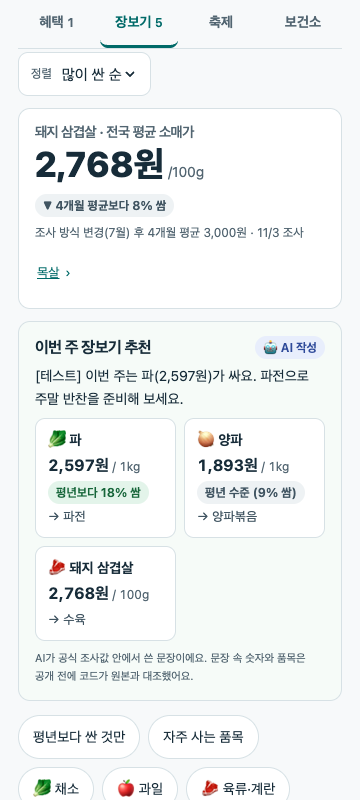 혜택 1 장보기 5 축제 보건소
정렬 많이 싼 순
돼지 삼겹살 · 전국 평균 소매가
2,768원 /100g
▼ 4개월 평균보다 8% 쌈
조사 방식 변경(7월) 후 4개월 평균 3,000원 · 11/3 조사
목살 ›
이번 주 장보기 추천 AI 작성
[테스트] 이번 주는 파(2,597원)가 싸요. 파전으로
주말 반찬을 준비해 보세요.
파
2,597원 / 1kg
평년보다 18% 쌈
→ 파전
양파
1,893원 / 1kg
평년 수준 (9% 쌈)
→ 양파볶음
돼지 삼겹살
2,768원 / 100g
→ 수육
AI가 공식 조사값 안에서 쓴 문장이에요. 문장 속 숫자와 품목은
공개 전에 코드가 원본과 대조했어요.
평년보다 싼 것만 자주 사는 품목
채소 과일 육류·계란